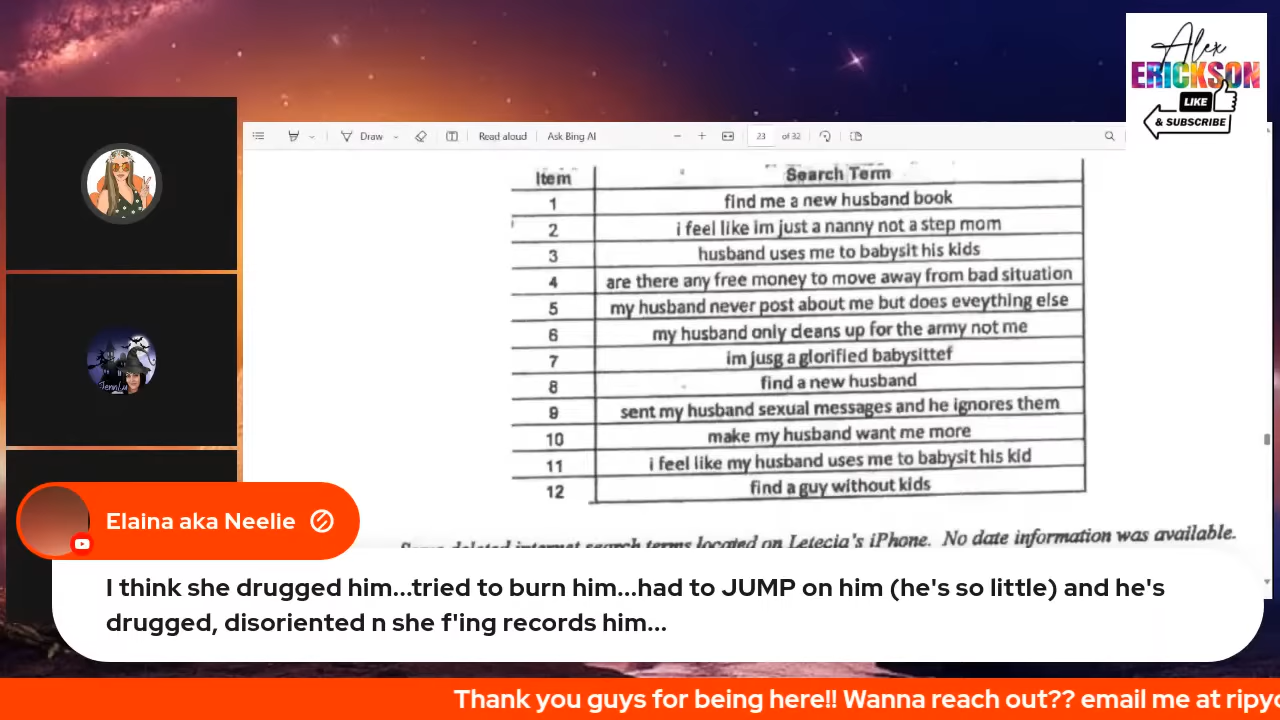 Alex
ERICKSON
LIKE
& SUBSCRIBE
Draw
Read aloud
Ask Bing AI
23
of 32
Item Search Term
1 find me a new husband book
2 i feel like im just a nanny not a step mom
3 husband uses me to babysit his kids
4 are there any free money to move away from bad situation
5 my husband never post about me but does eveything else
6 my husband only cleans up for the army not me
7 im jusg a glorified babysittef
8 find a new husband
9 sent my husband sexual messages and he ignores them
10 make my husband want me more
11 i feel like my husband uses me to babysit his kid
12 find a guy without kids
Some deleted internet search terms located on Letecia's iPhone. No date information was available.
Elaina aka Neelie
I think she drugged him...tried to burn him...had to JUMP on him (he's so little) and he's
drugged, disoriented n she f'ing records him...
Thank you guys for being here!! Wanna reach out?? email me at ripyo